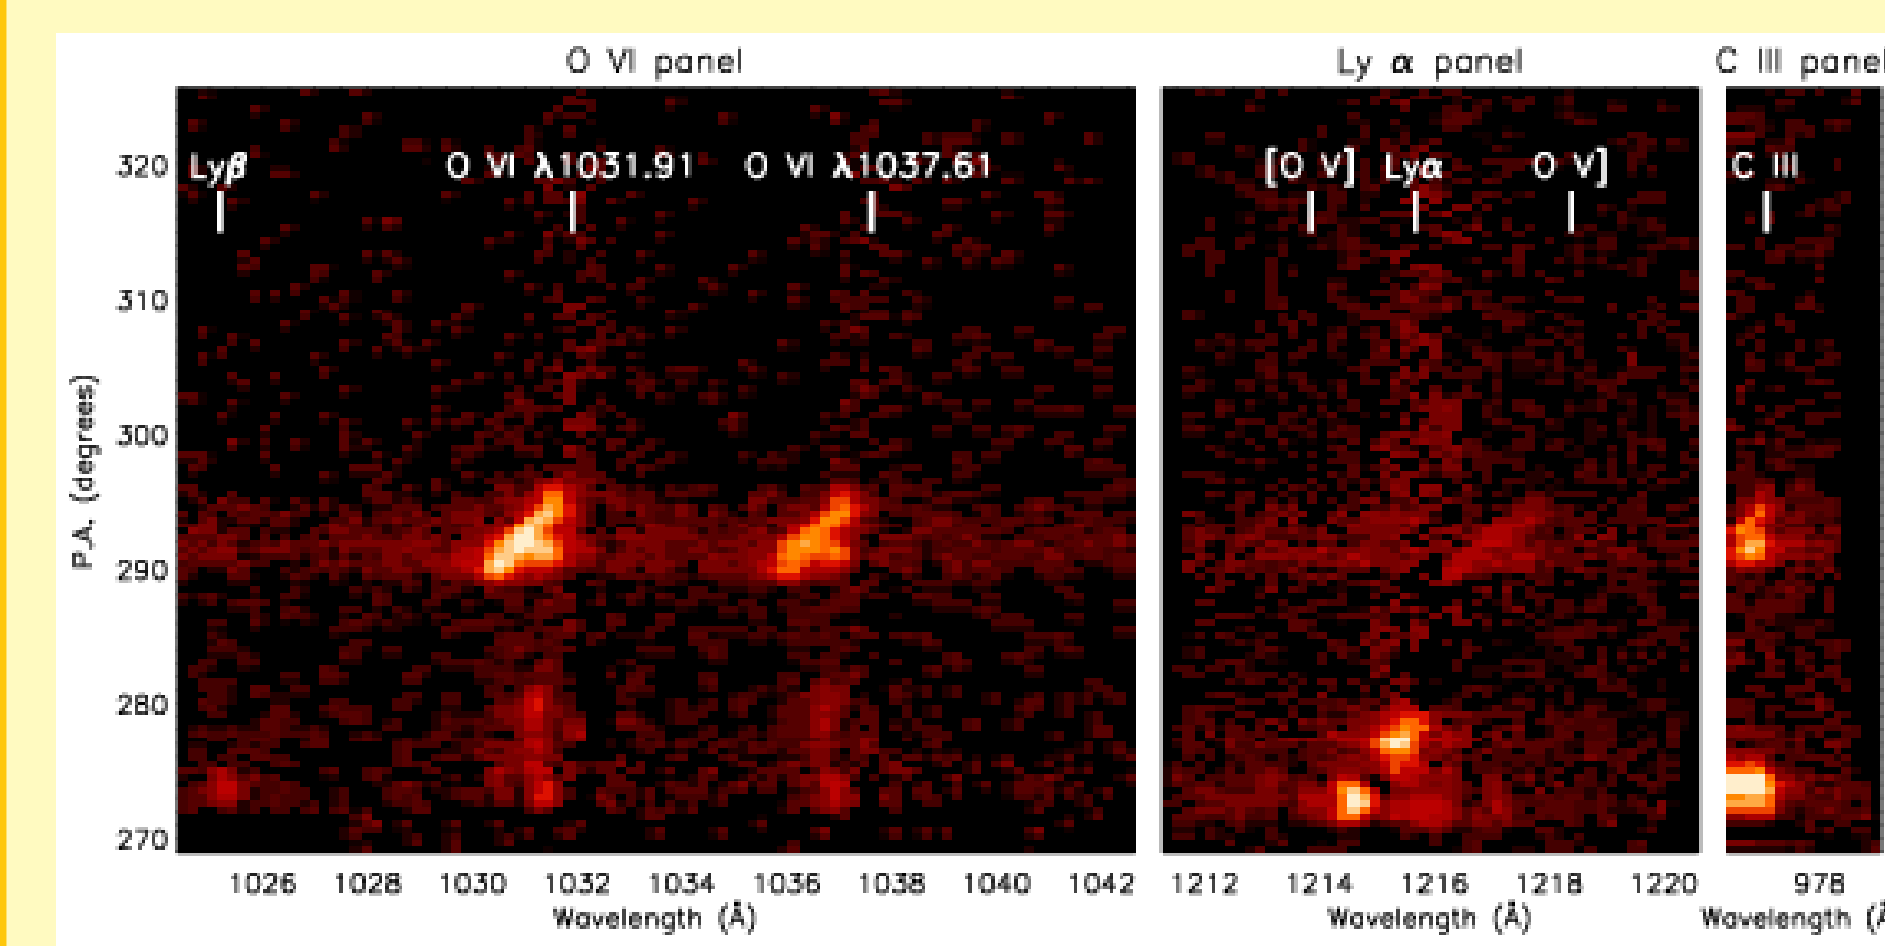 O VI panel
Ly α panel
C III panel
Lyβ
O VI λ1031.91
O VI λ1037.61
[O V]
Lyα
O V]
C III
320
310
300
290
280
270
P.A. (degrees)
1026 1028 1030 1032 1034 1036 1038 1040 1042
1212 1214 1216 1218 1220
978
Wavelength (Å)
Wavelength (Å)
Wavelength (Å